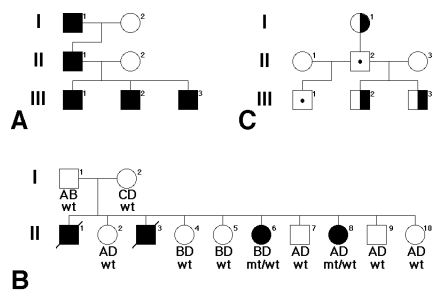 I 1 2
II 1 2
III 1 2 3
A
I 1
II 1 2 3
III 1 2 3
C
I 1 2
AB CD
wt wt
II 1 2 3 4 5 6 7 8 9 10
AD BD BD BD AD AD AD AD
wt wt wt mt/wt wt mt/wt wt wt
B